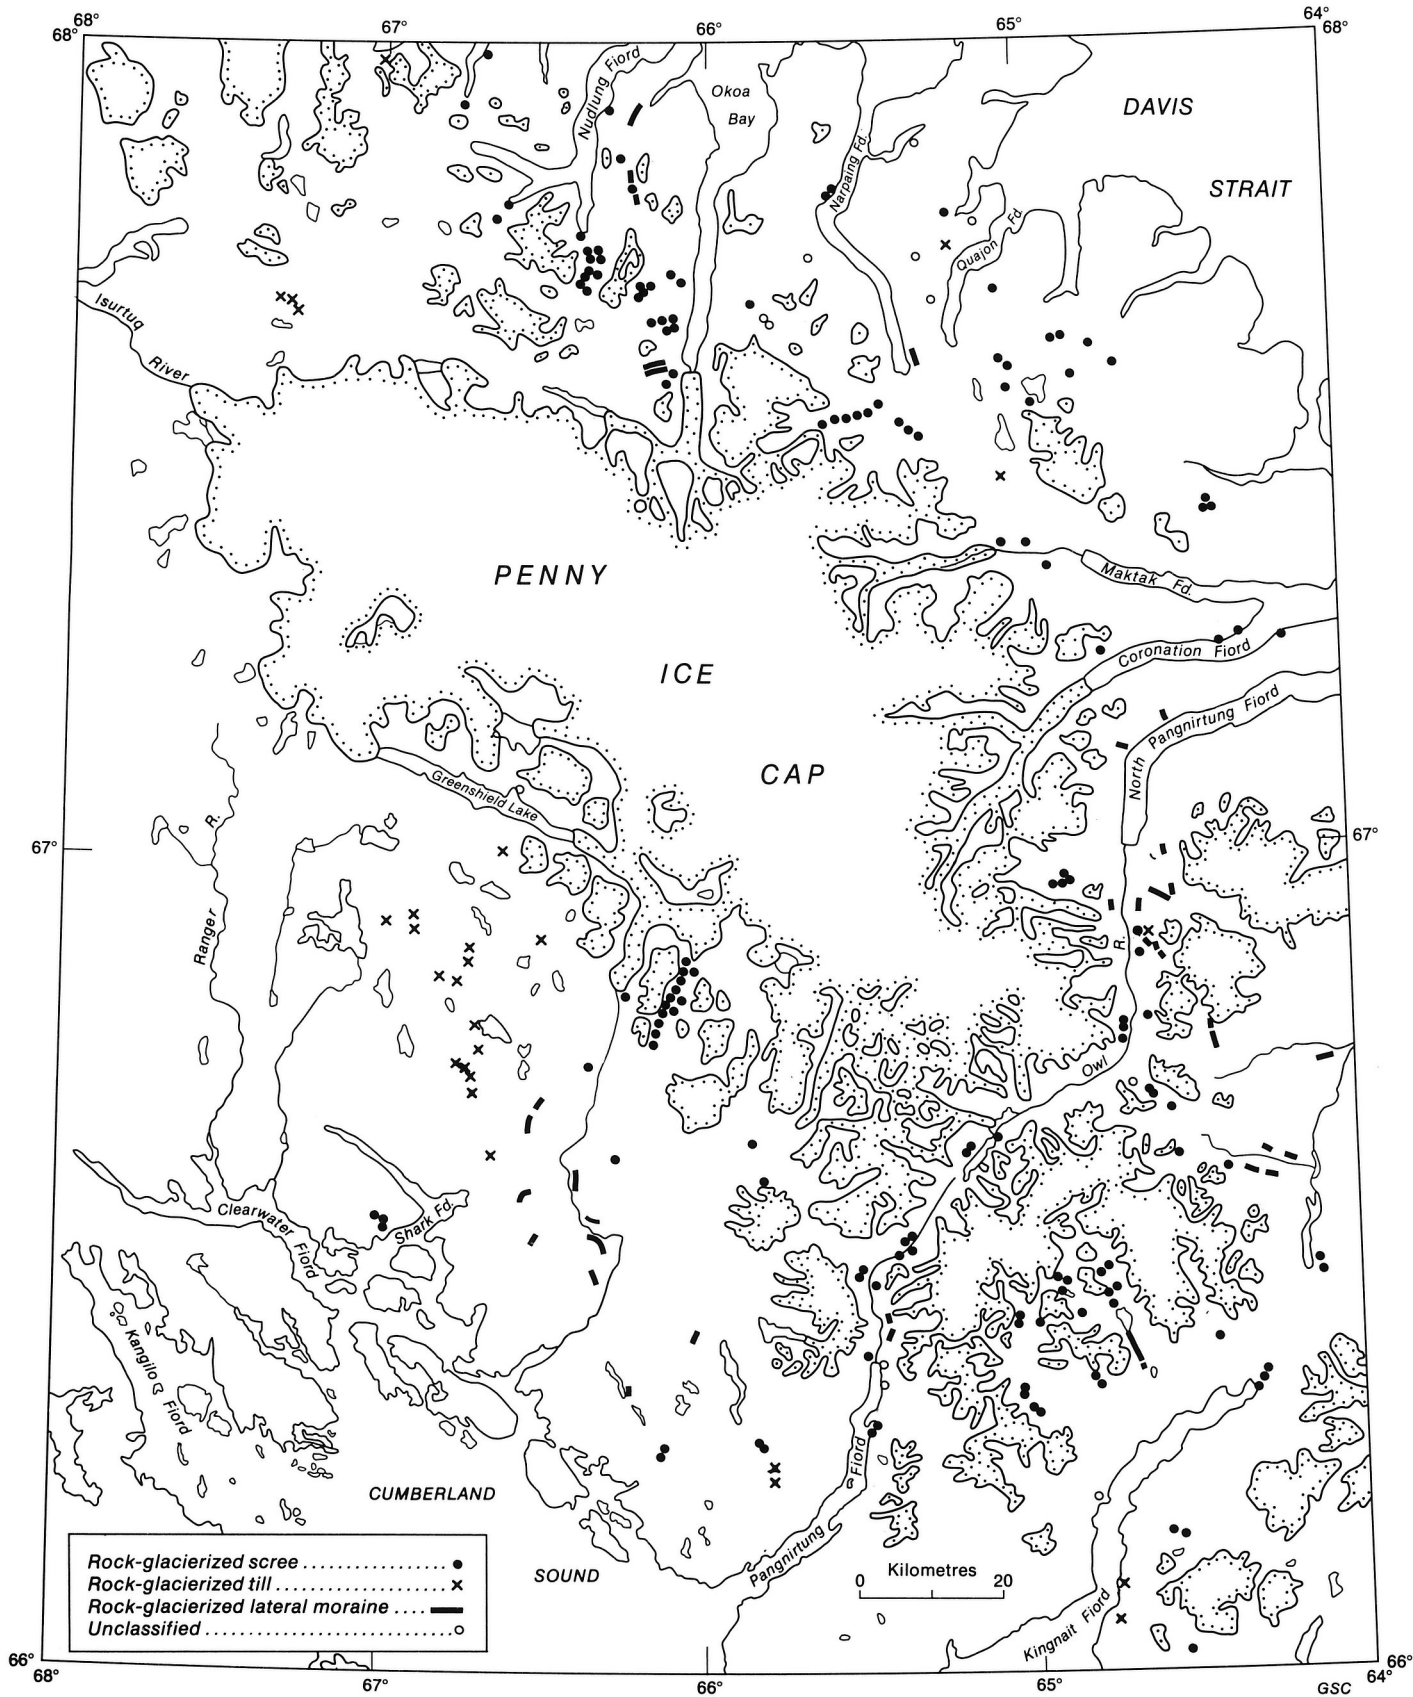 68° 67° 66° 65° 64°
68° 68°
Nudlung Fiord
Okoa
Bay
DAVIS
Narpaing Fd.
STRAIT
Quajon Fd.
Isurtuq
River
PENNY
Maktak Fd.
Coronation Fiord
ICE
North Pangnirtung Fiord
CAP
Greenshield Lake
67° 67°
Ranger R.
Owl R.
Clearwater Fiord
Shark Fd.
Kangilo Fiord
Fiord
CUMBERLAND
SOUND
Pangnirtung
Kilometres
0 20
Kingnait Fiord
Rock-glacierized scree ..................
Rock-glacierized till ......................
Rock-glacierized lateral moraine ....
Unclassified ................................
66° 66°
68° 67° 66° 65° 64°
GSC